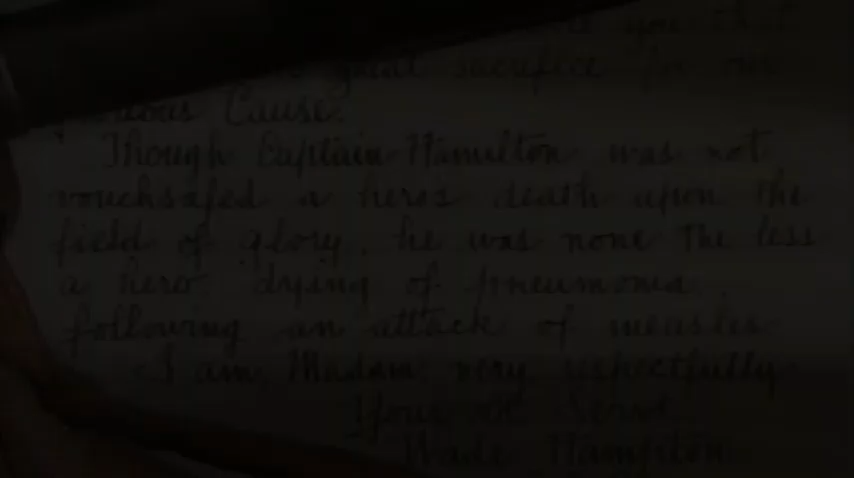 you that
great sacrifice for our
Cause.
Though Captain Hamilton was not
vouchsafed a hero's death upon the
field of glory, he was none the less
a hero, dying of pneumonia,
following an attack of measles.
I am, Madam, very respectfully
Your
Wade Hampton